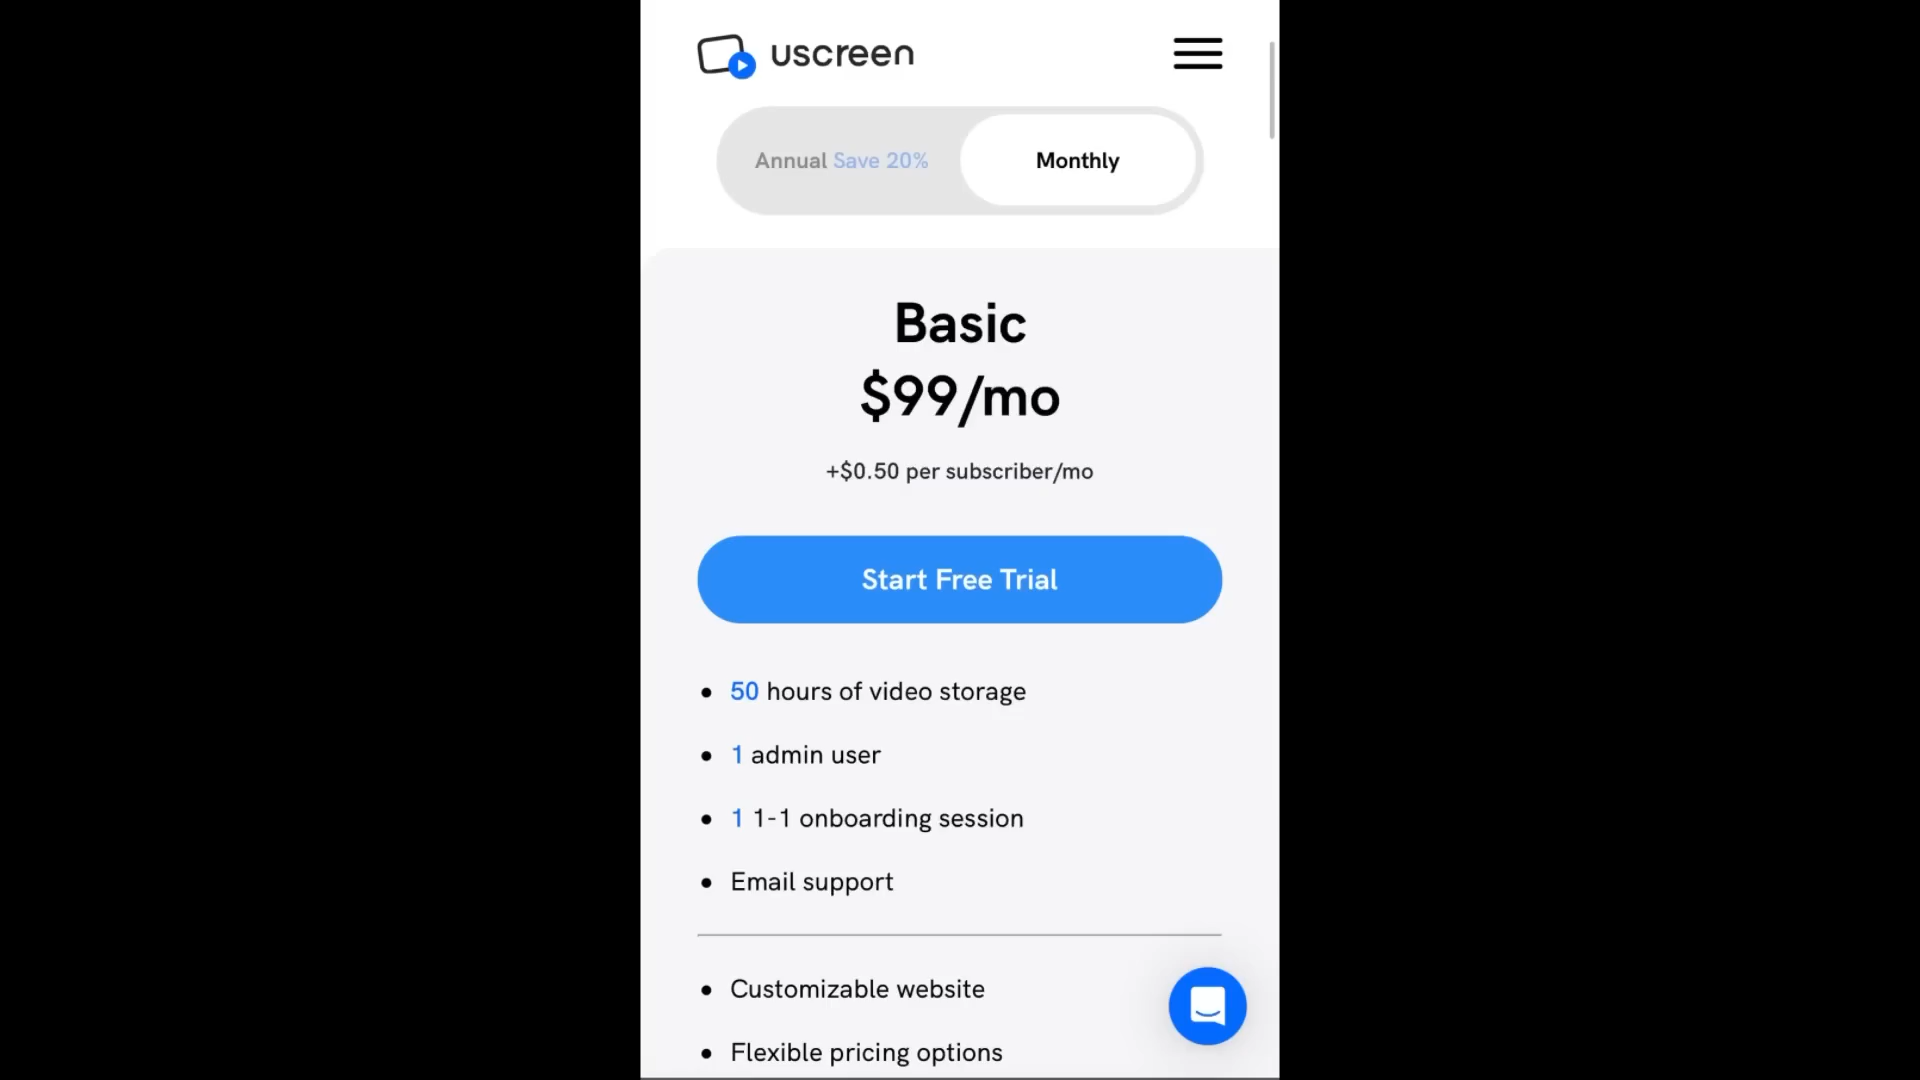 uscreen
Annual Save 20%
Monthly
Basic
$99/mo
+$0.50 per subscriber/mo
Start Free Trial
50 hours of video storage
1 admin user
1 1-1 onboarding session
Email support
Customizable website
Flexible pricing options